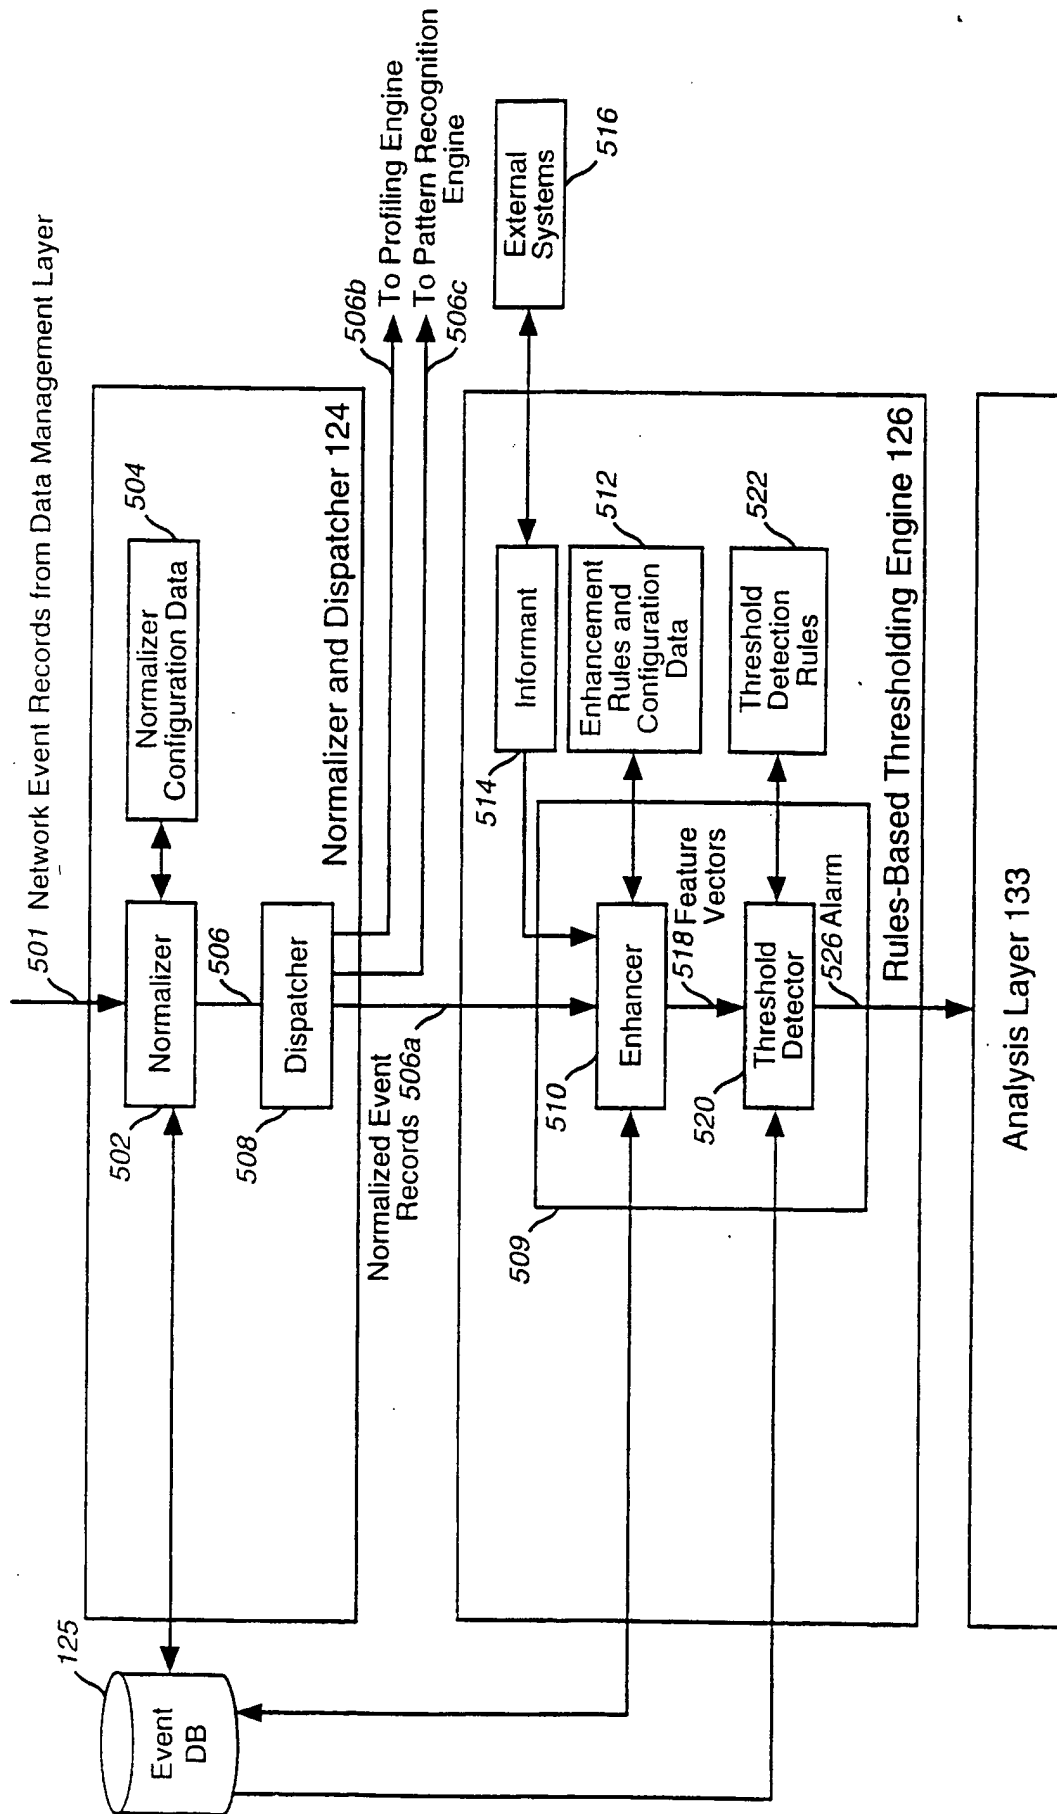 501 Network Event Records from Data Management Layer
125
Event
DB
502
Normalizer
504
Normalizer
Configuration Data
506
508
Dispatcher
Normalizer and Dispatcher 124
506b
To Profiling Engine
To Pattern Recognition
Engine
506c
Normalized Event
Records 506a
509
510
Enhancer
514
Informant
External
Systems
516
512
Enhancement
Rules and
Configuration
Data
518 Feature
Vectors
520
Threshold
Detector
522
Threshold
Detection
Rules
526 Alarm
Rules-Based Thresholding Engine 126
Analysis Layer 133